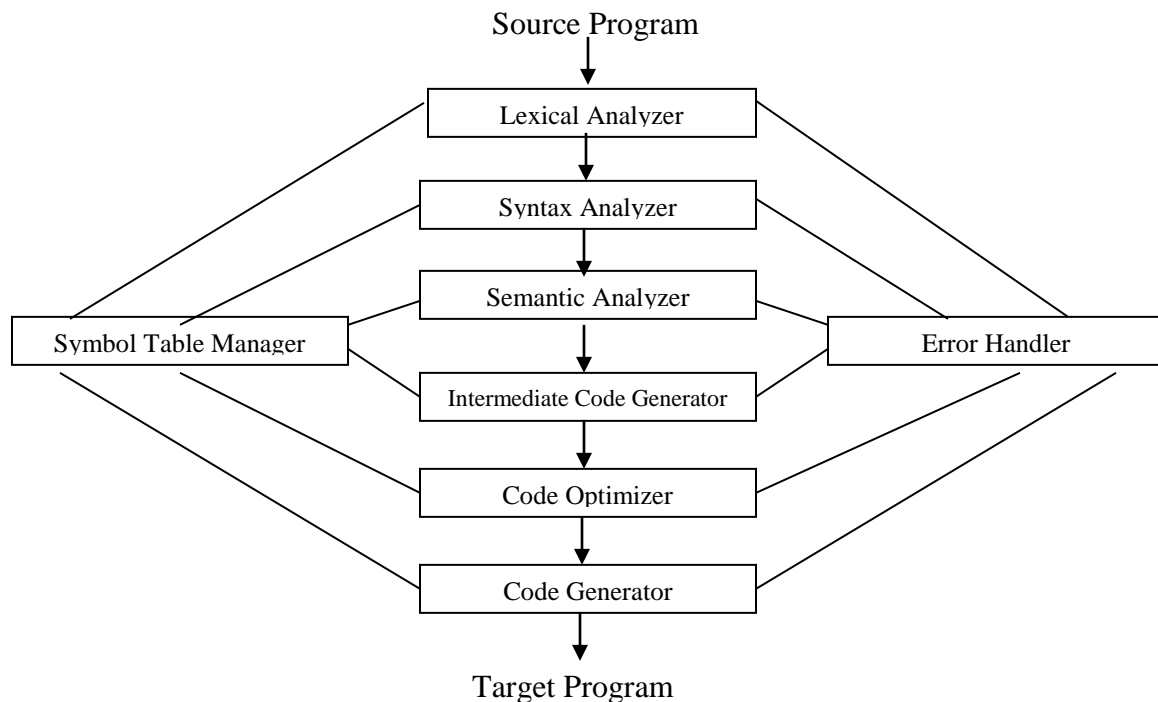 Source Program
Lexical Analyzer
Syntax Analyzer
Semantic Analyzer
Symbol Table Manager
Error Handler
Intermediate Code Generator
Code Optimizer
Code Generator
Target Program